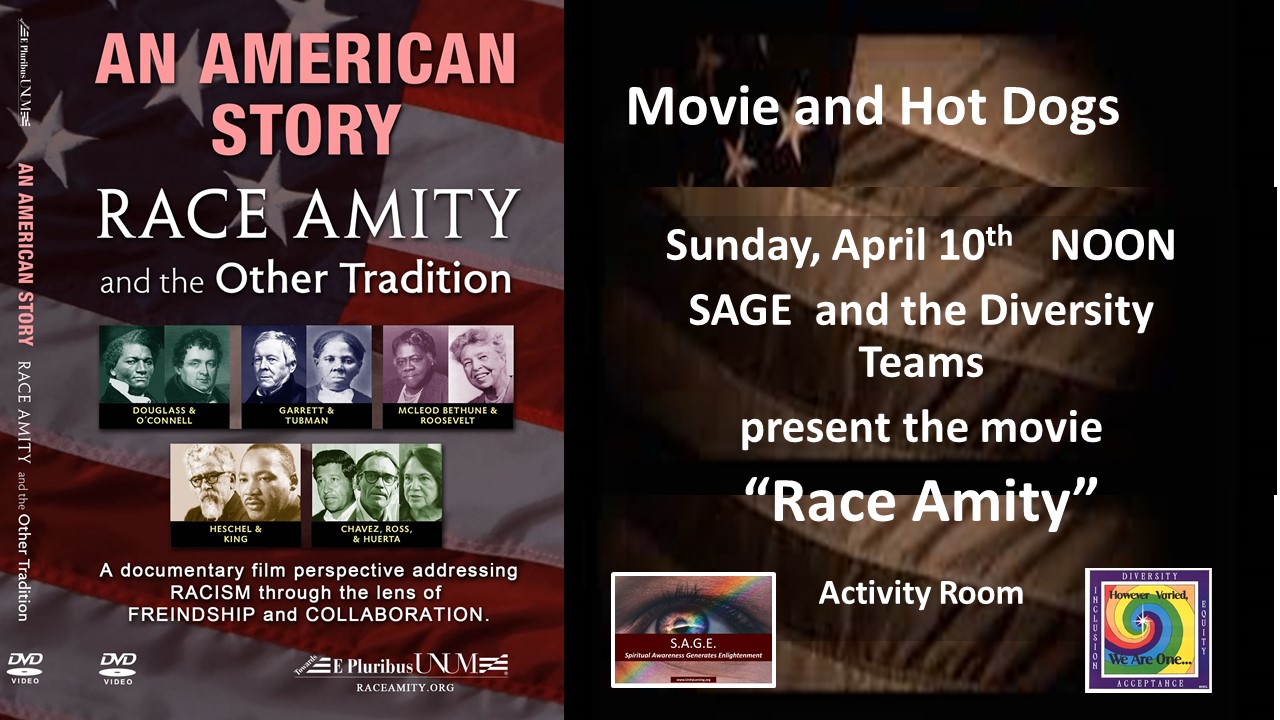 E Pluribus UNUM
AN AMERICAN STORY
RACE AMITY and the Other Tradition
DVD
VIDEO
AN AMERICAN
STORY
RACE AMITY
and the Other Tradition
DOUGLASS &
O'CONNELL
GARRETT &
TUBMAN
MCLEOD BETHUNE &
ROOSEVELT
HESCHEL &
KING
CHAVEZ, ROSS,
& HUERTA
A documentary film perspective addressing
RACISM through the lens of
FREINDSHIP and COLLABORATION.
DVD
VIDEO
Towards E Pluribus UNUM
RACEAMITY.ORG
Movie and Hot Dogs
Sunday, April 10th NOON
SAGE and the Diversity
Teams
present the movie
“Race Amity”
Activity Room
S.A.G.E.
Spiritual Awareness Generates Enlightenment
DIVERSITY
INCLUSION
EQUITY
However Varied,
We Are One...
ACCEPTANCE